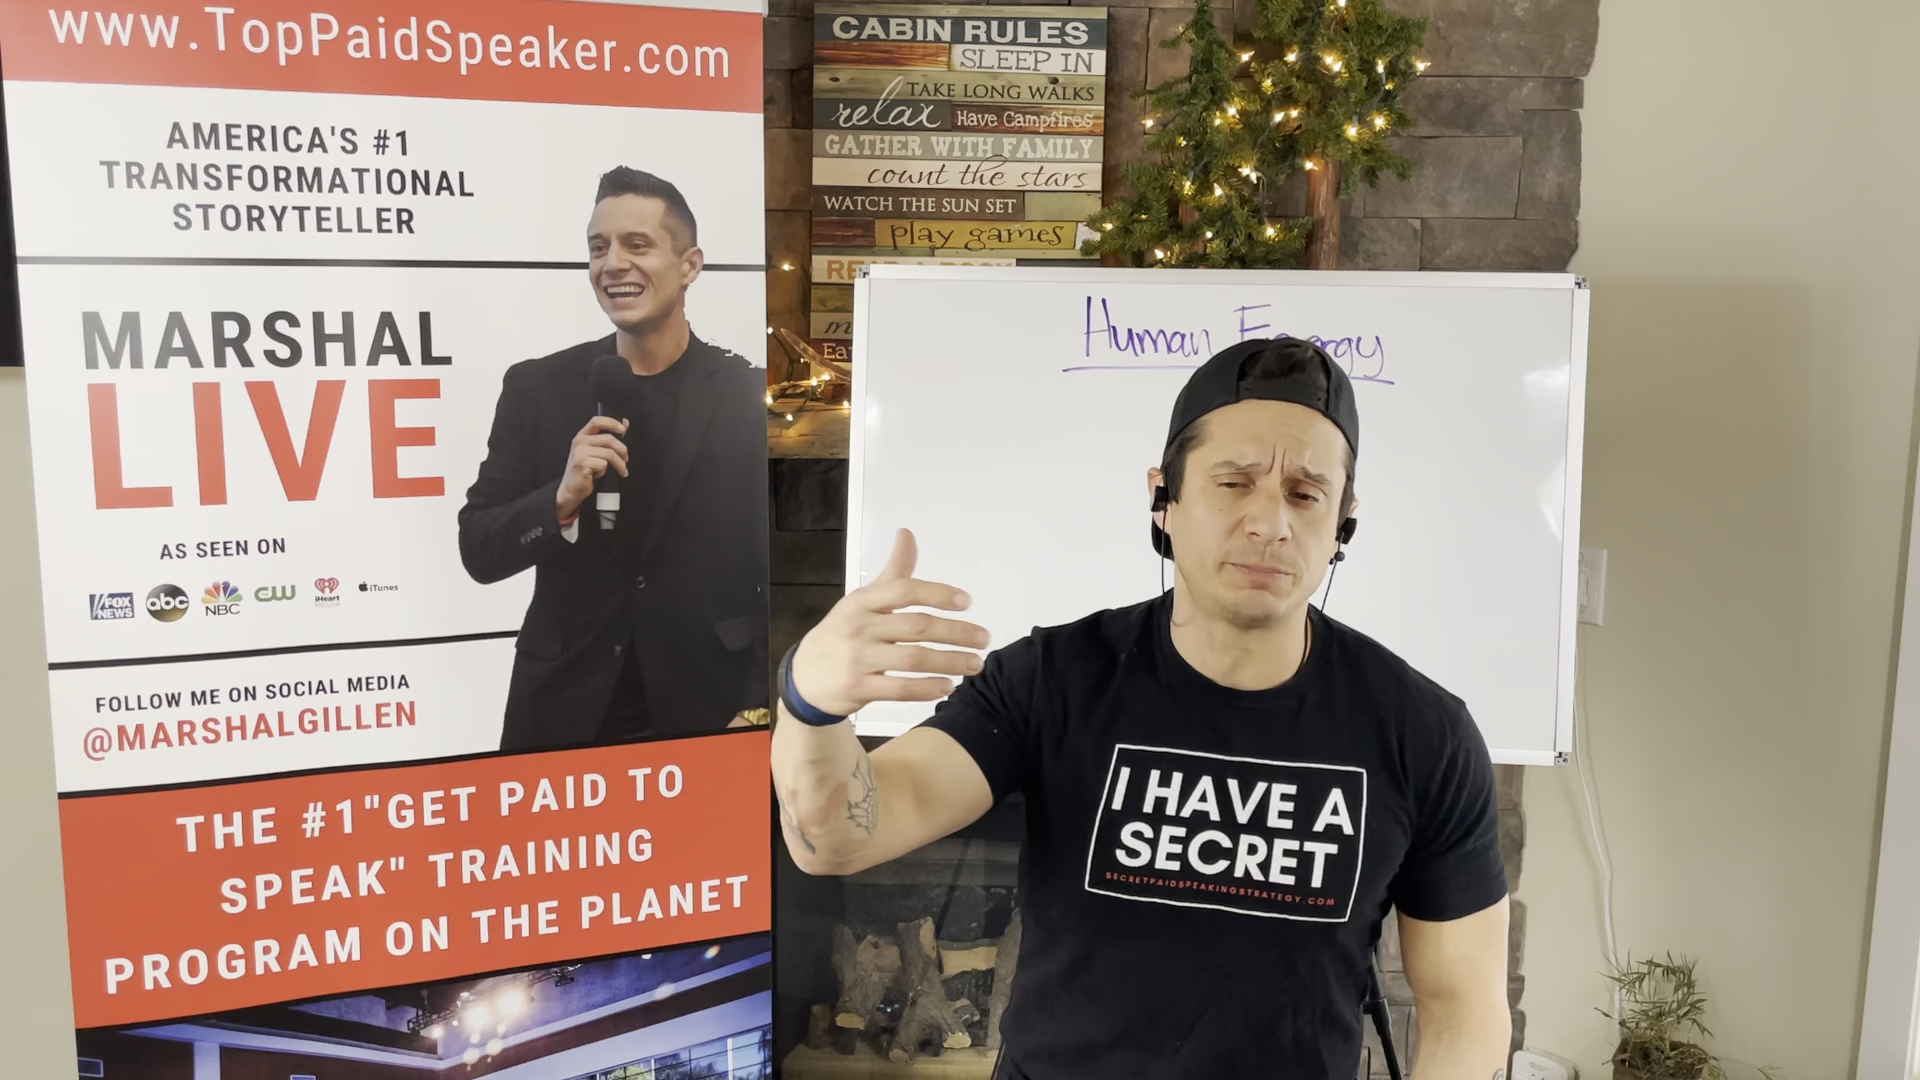 www.TopPaidSpeaker.com
AMERICA'S #1
TRANSFORMATIONAL
STORYTELLER
MARSHAL
LIVE
AS SEEN ON
FOX
NEWS
abc
NBC
CW
iHeart
MEDIA
iTunes
FOLLOW ME ON SOCIAL MEDIA
@MARSHALGILLEN
THE #1"GET PAID TO
SPEAK" TRAINING
PROGRAM ON THE PLANET
CABIN RULES
SLEEP IN
TAKE LONG WALKS
relax Have Campfires
GATHER WITH FAMILY
count the stars
WATCH THE SUN SET
play games
Human
I HAVE A
SECRET
SECRETPAIDSPEAKINGSTRATEGY.COM